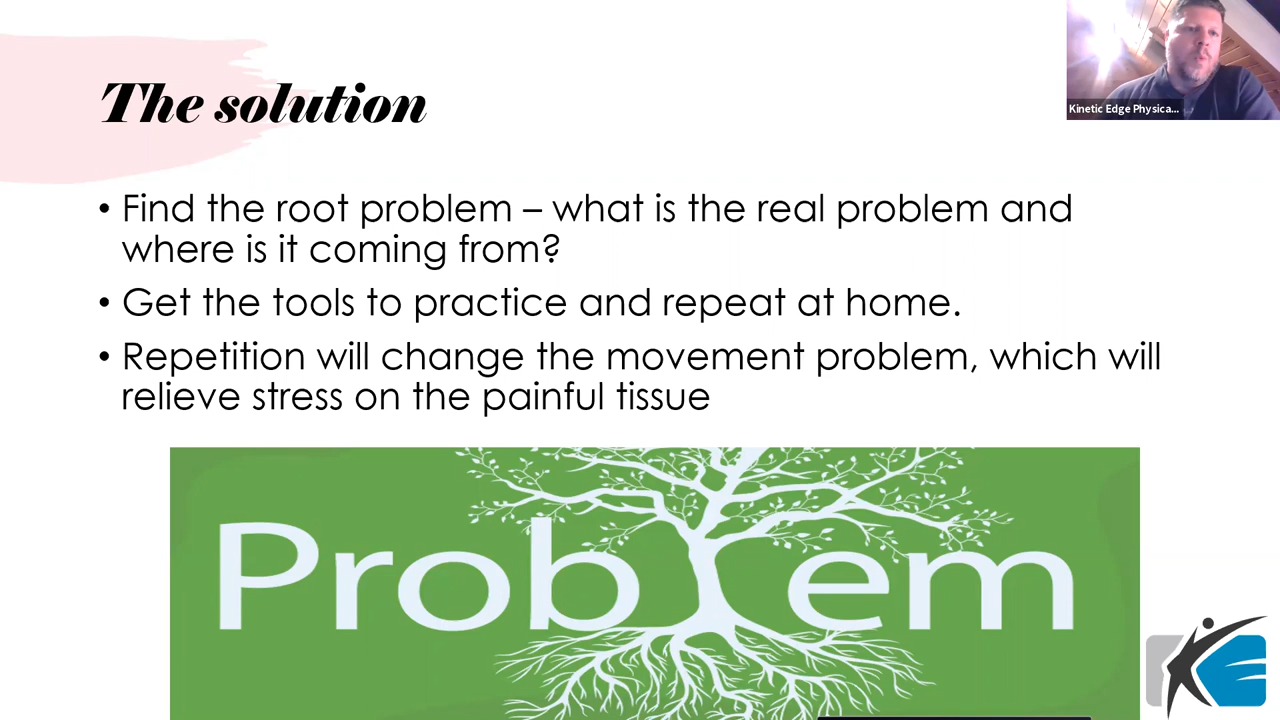 The solution
Kinetic Edge Physica...
• Find the root problem – what is the real problem and
where is it coming from?
• Get the tools to practice and repeat at home.
• Repetition will change the movement problem, which will
relieve stress on the painful tissue
Problem
KE